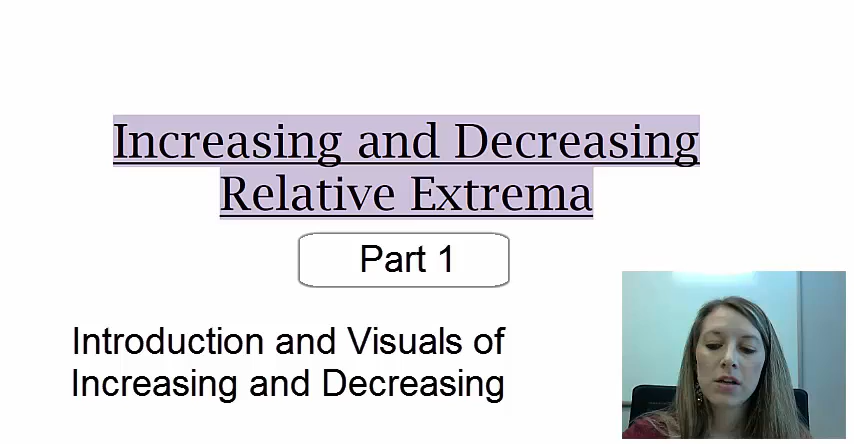 Increasing and Decreasing
Relative Extrema
Part 1
Introduction and Visuals of
Increasing and Decreasing